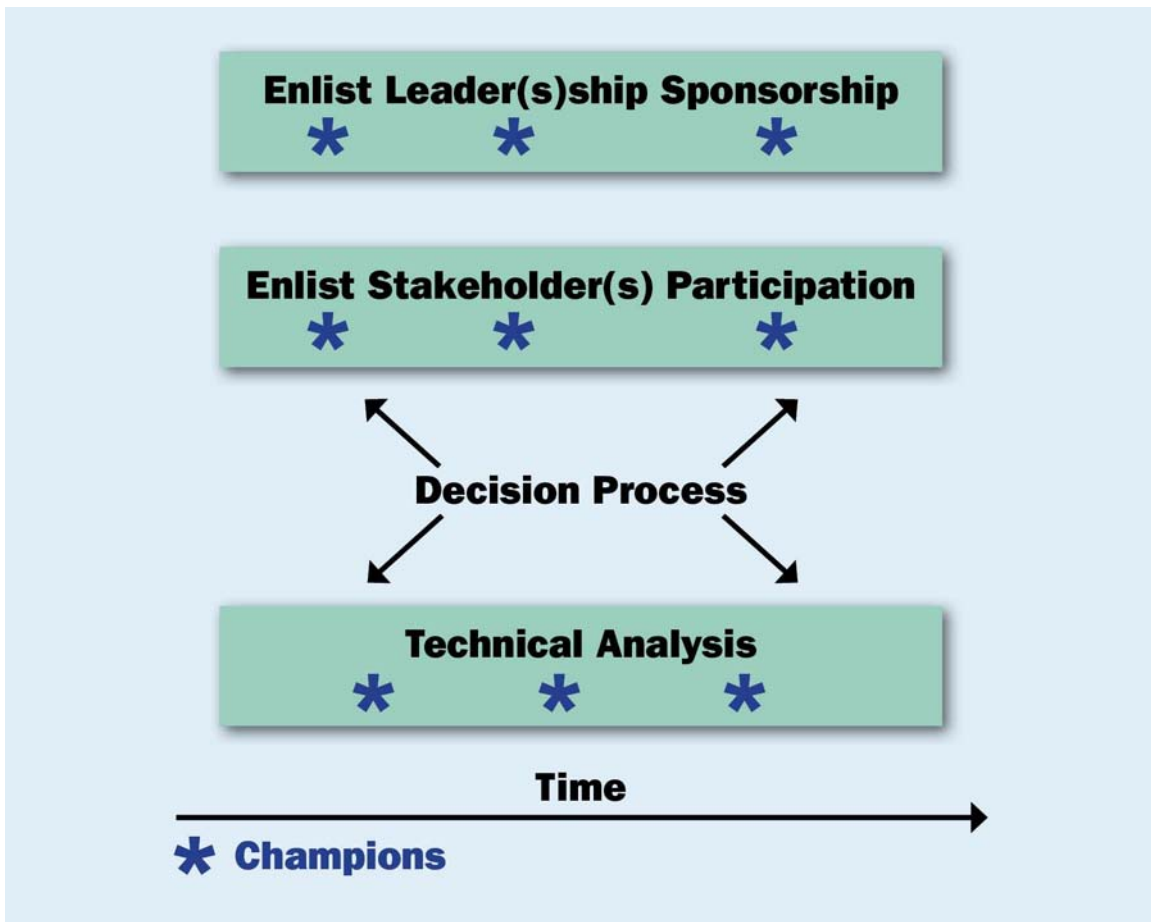 Enlist Leader(s)ship Sponsorship
* * *
Enlist Stakeholder(s) Participation
* * *
Decision Process
Technical Analysis
* * *
Time
* Champions